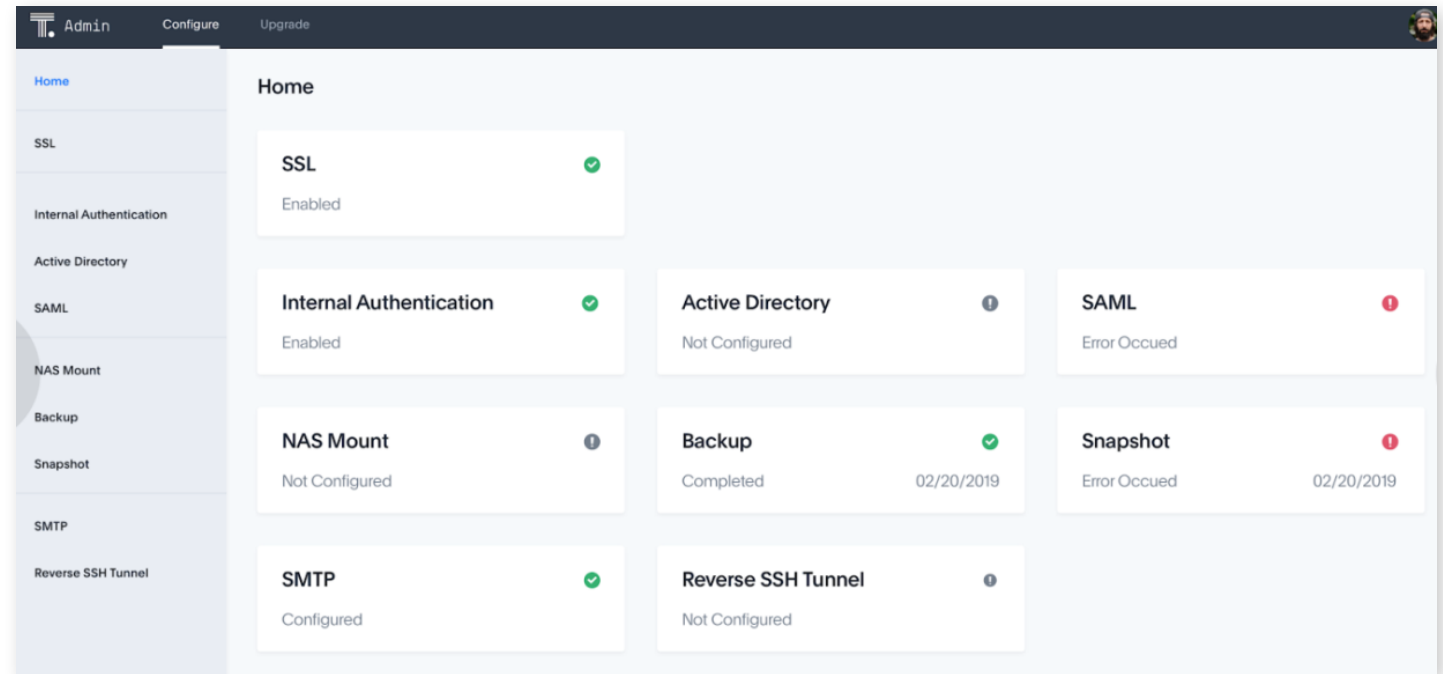 Admin Configure Upgrade
Home
SSL
Internal Authentication
Active Directory
SAML
NAS Mount
Backup
Snapshot
SMTP
Reverse SSH Tunnel
Home
SSL
Enabled
Internal Authentication
Enabled
Active Directory
Not Configured
SAML
Error Occued
NAS Mount
Not Configured
Backup
Completed 02/20/2019
Snapshot
Error Occued 02/20/2019
SMTP
Configured
Reverse SSH Tunnel
Not Configured